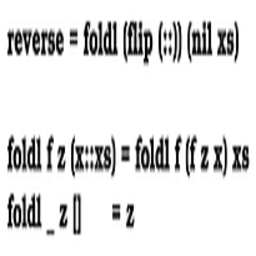 reverse = foldl (flip (::)) (nil xs)
foldl f z (x::xs) = foldl f (f z x) xs
foldl _ z [] = z